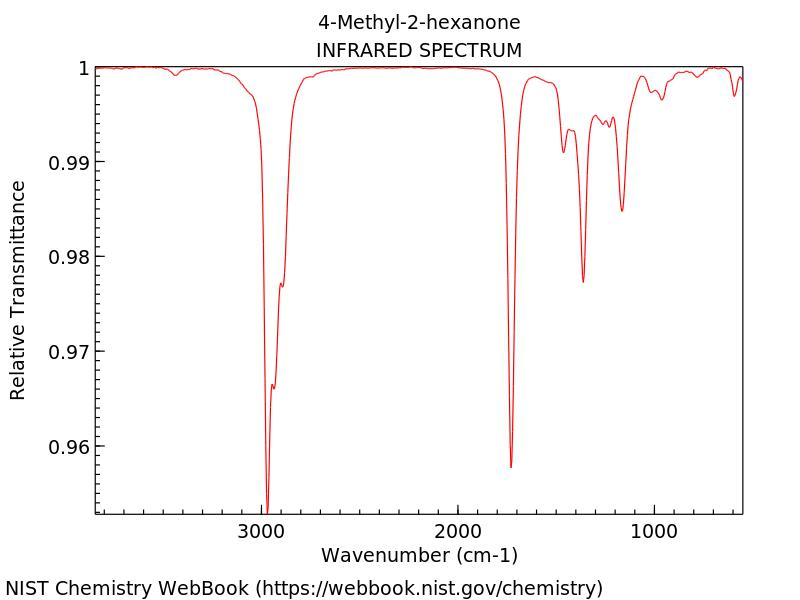 4-Methyl-2-hexanone
INFRARED SPECTRUM
1
0.99
0.98
0.97
0.96
Relative Transmittance
3000 2000 1000
Wavenumber (cm-1)
NIST Chemistry WebBook (https://webbook.nist.gov/chemistry)